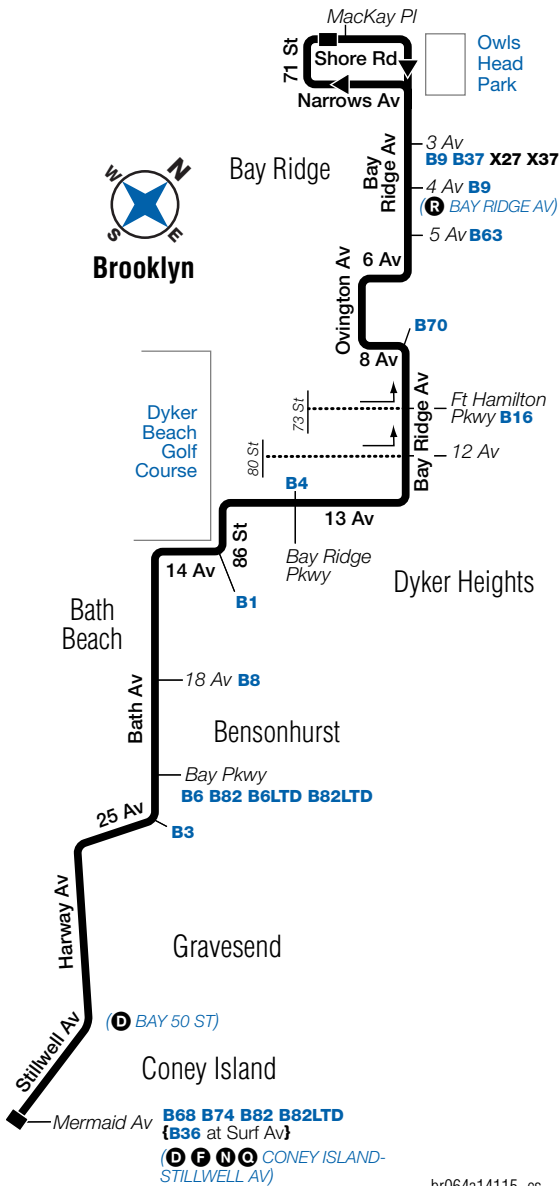 MacKay Pl
71 St
Shore Rd
Owls
Head
Park
Narrows Av
3 Av
B9 B37 X27 X37
Bay
Ridge Av
Bay Ridge
4 Av B9
(R BAY RIDGE AV)
N
W
S
E
Brooklyn
5 Av B63
6 Av
Ovington Av
B70
8 Av
Bay Ridge Av
73 St
Ft Hamilton
Pkwy B16
Dyker
Beach
Golf
Course
80 St
12 Av
B4
13 Av
86 St
Bay Ridge
Pkwy
14 Av
Dyker Heights
B1
Bath
Beach
Bath Av
18 Av B8
Bensonhurst
Bay Pkwy
B6 B82 B6LTD B82LTD
25 Av
B3
Harway Av
Gravesend
(D BAY 50 ST)
Stillwell Av
Coney Island
Mermaid Av
B68 B74 B82 B82LTD
{B36 at Surf Av}
(D F N Q CONEY ISLAND-
STILLWELL AV)